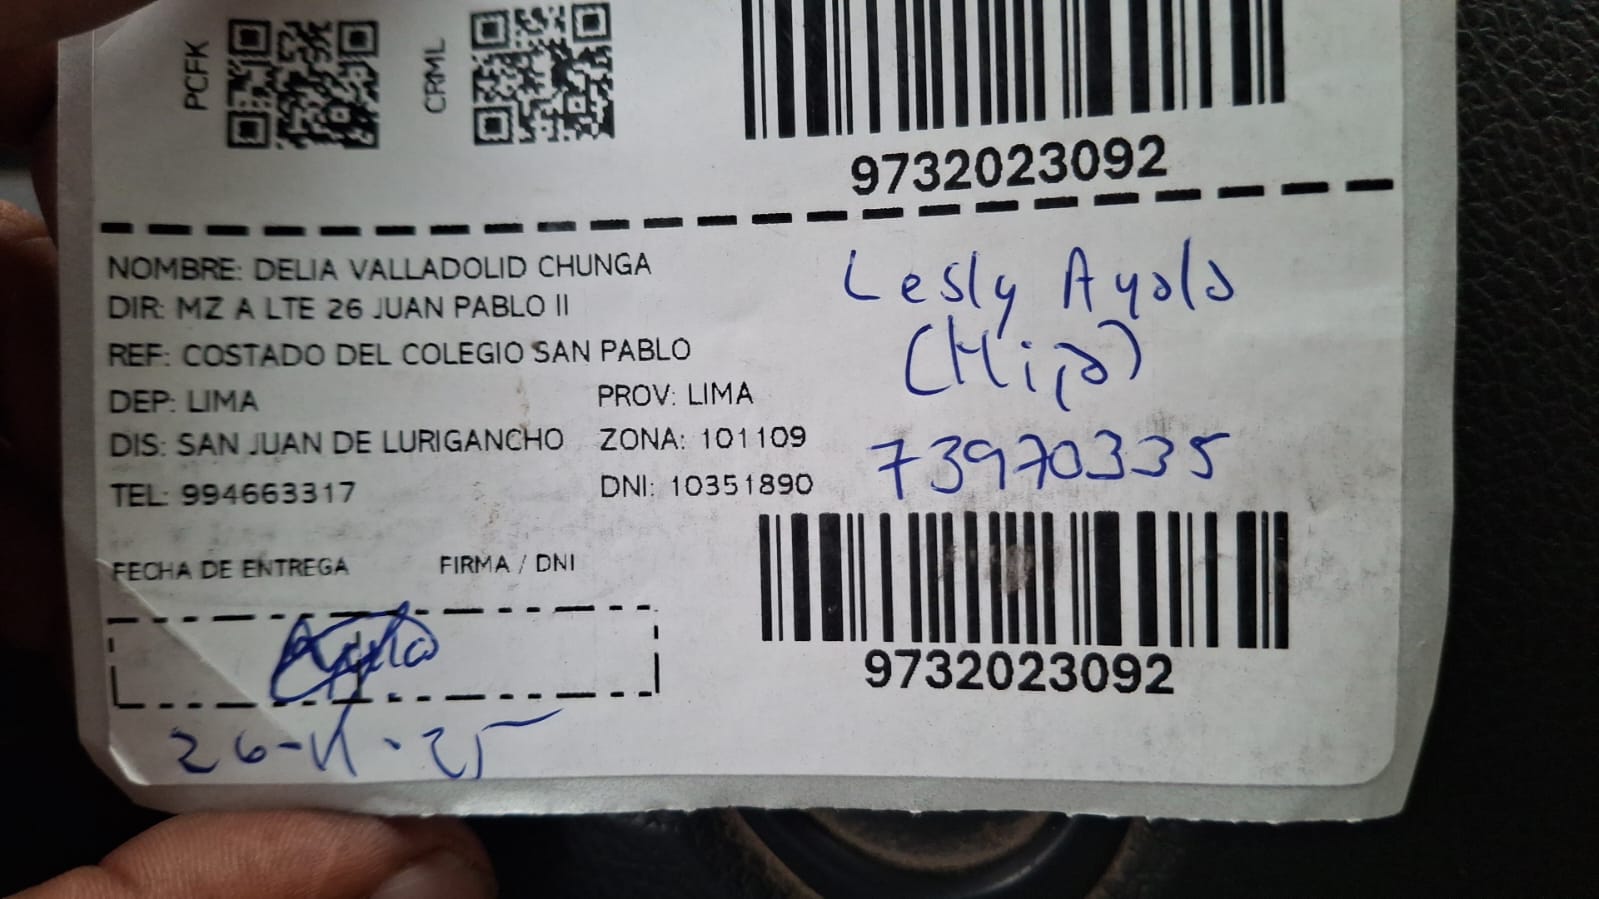 PCFK
CRML
9732023092
NOMBRE: DELIA VALLADOLID CHUNGA
DIR: MZ A LTE 26 JUAN PABLO II
REF: COSTADO DEL COLEGIO SAN PABLO
DEP: LIMA PROV: LIMA
DIS: SAN JUAN DE LURIGANCHO ZONA: 101109
TEL: 994663317 DNI: 10351890
Lesly Ayala
(Hija)
73970335
FECHA DE ENTREGA FIRMA / DNI
9732023092
26-11-25